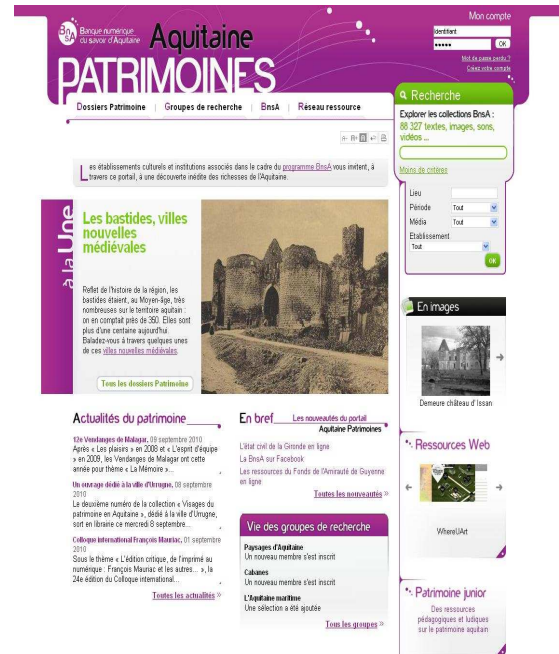 Mon compte
Banque numérique
du savoir d'Aquitaine
Aquitaine
PATRIMOINES
Identifiant
OK
Mot de passe perdu ?
Créez votre compte
Dossiers Patrimoine | Groupes de recherche | BnsA | Réseau ressource
Recherche
Explorer les collections BnsA :
88 327 textes, images, sons,
vidéos ...
Moins de critères
Lieu
Période Tout
Média Tout
Etablissement
Tout
OK
A- A+
Les établissements culturels et institutions associés dans le cadre du programme BnsA vous invitent, à
travers ce portail, à une découverte inédite des richesses de l'Aquitaine.
à la Une
Les bastides, villes
nouvelles
médiévales
Reflet de l'histoire de la région, les
bastides étaient, au Moyen-âge, très
nombreuses sur le territoire aquitain :
on en comptait près de 350. Elles sont
plus d'une centaine aujourd'hui.
Baladez-vous à travers quelques unes
de ces villes nouvelles médiévales.
Tous les dossiers Patrimoine
En images
Demeure château d' Issan
Actualités du patrimoine
12e Vendanges de Malagar, 09 septembre 2010
Après « Les plaisirs » en 2008 et « L'esprit d'équipe
» en 2009, les Vendanges de Malagar ont cette
année pour thème « La Mémoire »...
Un ouvrage dédié à la ville d'Urrugne, 08 septembre
2010
Le deuxième numéro de la collection « Visages du
patrimoine en Aquitaine », dédié à la ville d'Urrugne,
sort en librairie ce mercredi 8 septembre...
Colloque international François Mauriac, 01 septembre
2010
Sous le thème « L'édition critique, de l'imprimé au
numérique : François Mauriac et les autres... », la
24e édition du Colloque international...
Toutes les actualités »
En bref
Les nouveautés du portail
Aquitaine Patrimoines
L'état civil de la Gironde en ligne
La BnsA sur Facebook
Les ressources du Fonds de l'Amirauté de Guyenne
en ligne
Toutes les nouveautés »
Vie des groupes de recherche
Paysages d'Aquitaine
Un nouveau membre s'est inscrit
Cabanes
Un nouveau membre s'est inscrit
L'Aquitaine maritime
Une sélection a été ajoutée
Tous les groupes »
Ressources Web
WhereUArt
Patrimoine junior
Des ressources
pédagogiques et ludiques
sur le patrimoine aquitain